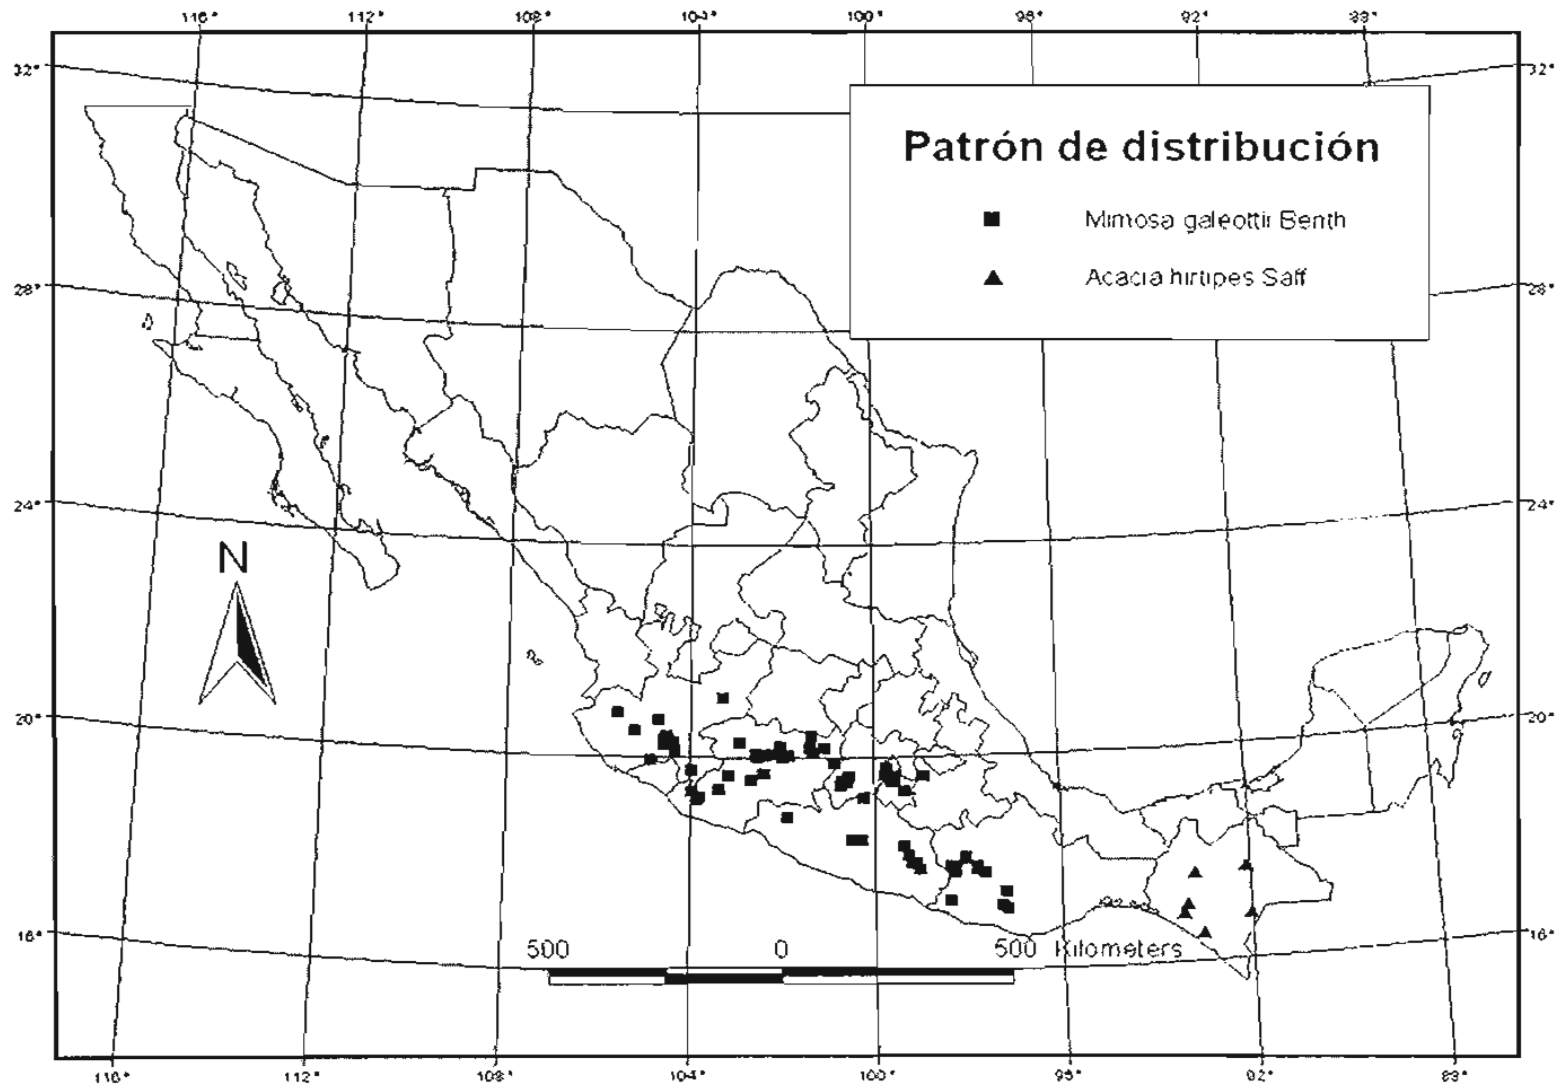 116° 112° 108° 104° 100° 96° 92° 88°
32° 32°
Patrón de distribución
Mimosa galeottii Benth
Acacia hirtipes Saff
28° 28°
24° 24°
N
20° 20°
16° 16°
500 0 500 Kilometers
116° 112° 108° 104° 100° 96° 92° 88°